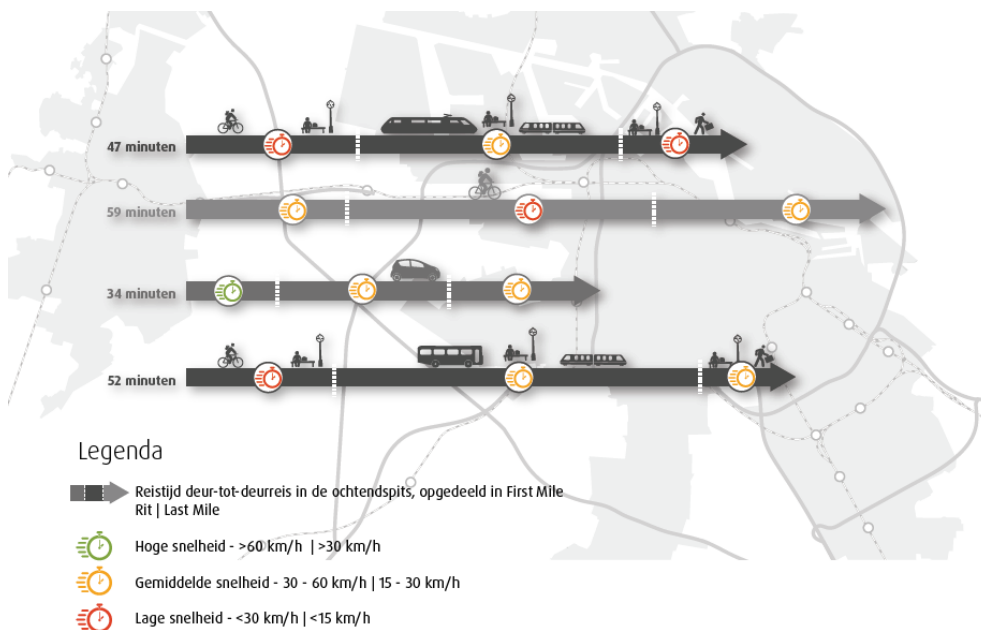 47 minuten
59 minuten
34 minuten
52 minuten
Legenda
Reistijd deur-tot-deurreis in de ochtendspits, opgedeeld in First Mile
Rit | Last Mile
Hoge snelheid - >60 km/h | >30 km/h
Gemiddelde snelheid - 30 - 60 km/h | 15 - 30 km/h
Lage snelheid - <30 km/h | <15 km/h